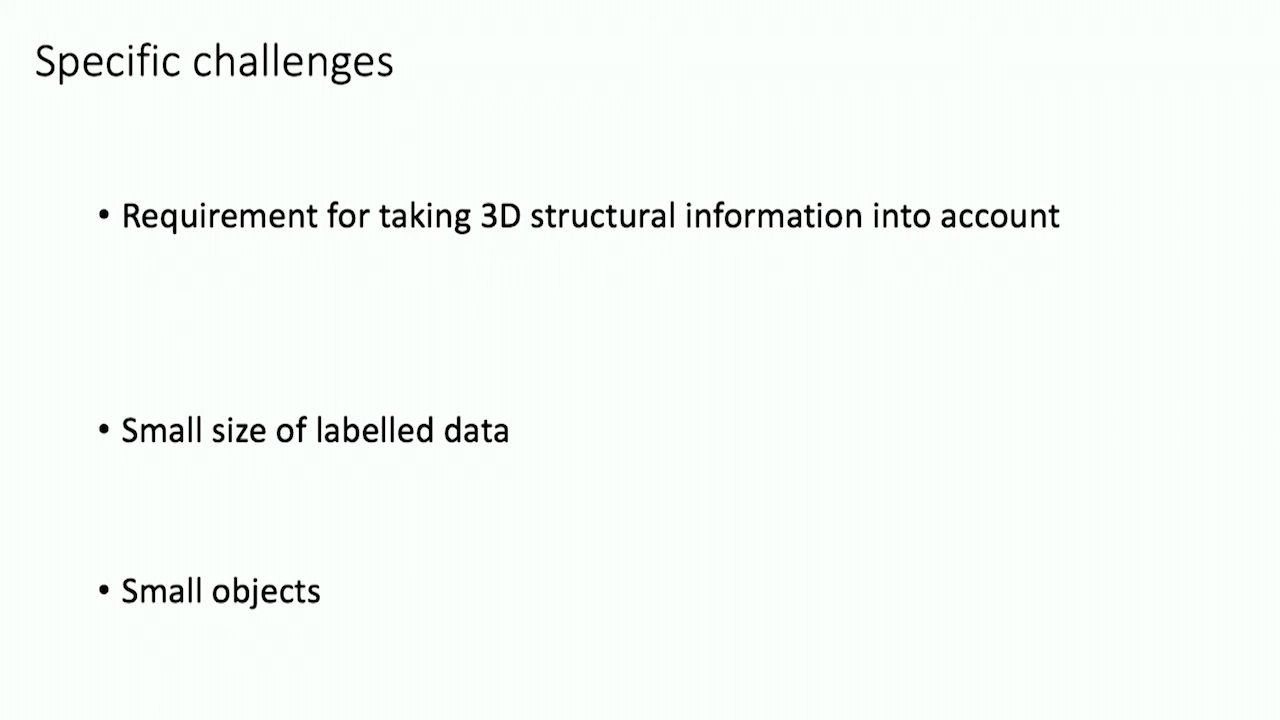 Specific challenges
• Requirement for taking 3D structural information into account
• Small size of labelled data
• Small objects